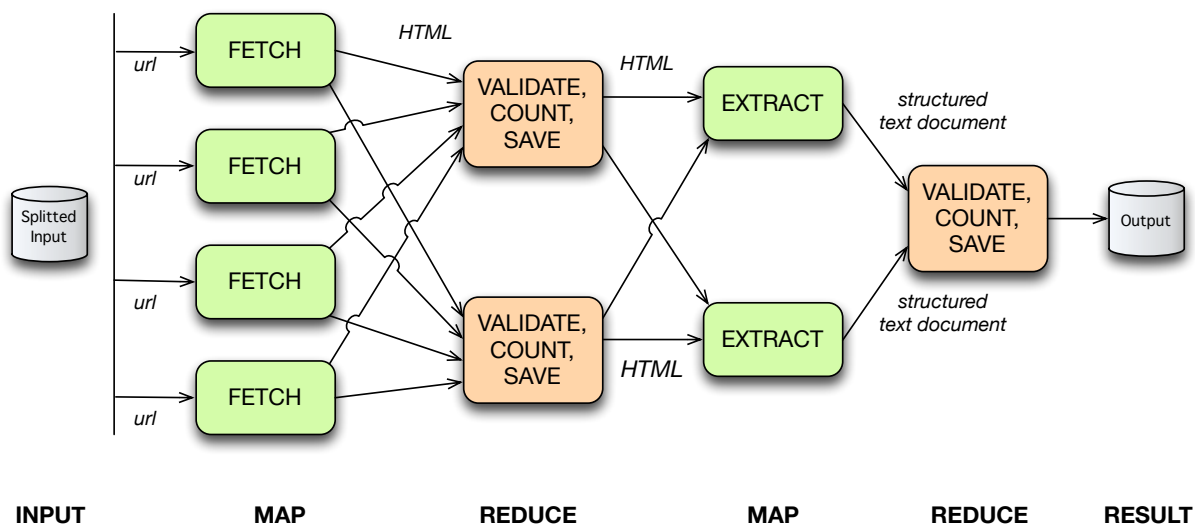 Splitted
Input
url
url
url
url
FETCH
FETCH
FETCH
FETCH
HTML
VALIDATE,
COUNT,
SAVE
VALIDATE,
COUNT,
SAVE
HTML
HTML
EXTRACT
EXTRACT
structured
text document
structured
text document
VALIDATE,
COUNT,
SAVE
Output
INPUT
MAP
REDUCE
MAP
REDUCE
RESULT